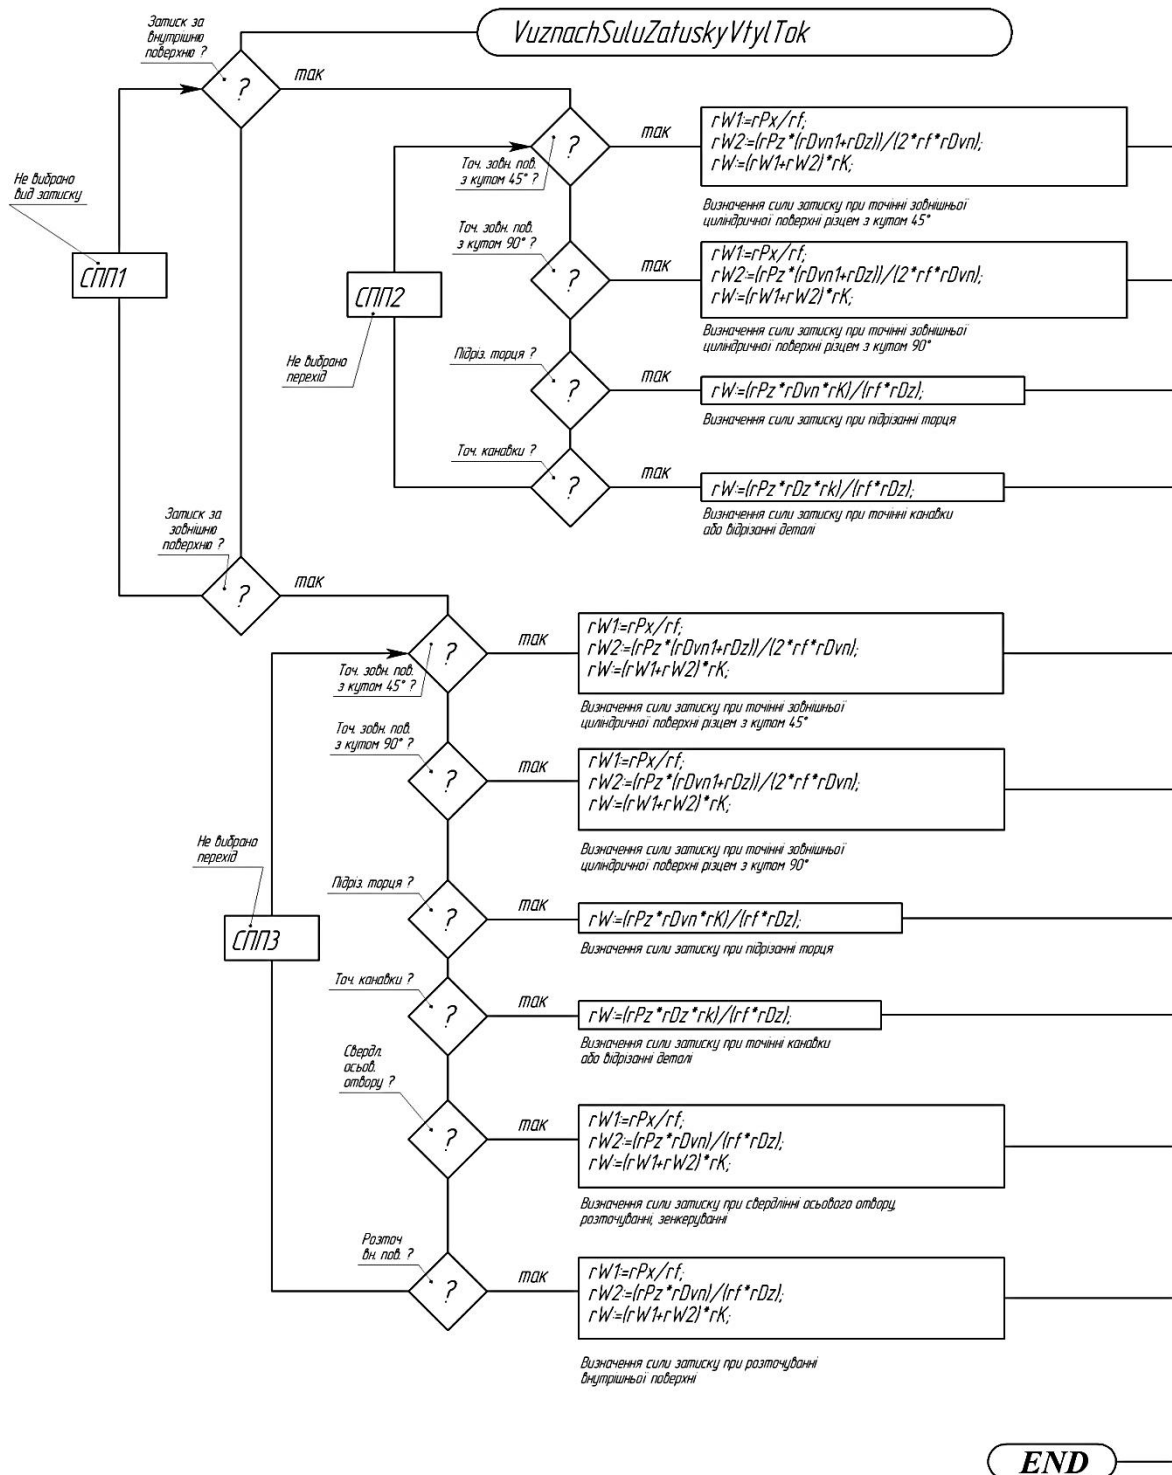 VuznachSuluZatuskyVtylTok
Затиск за
внутрішню
поверхню ?
?
так
Не вибрано
вид затиску
СПП1
Точ. зовн. пов.
з кутом 45° ?
?
так
rW1:=rPx/rf;
rW2:=(rPz*(rDvn1+rDz))/(2*rf*rDvn);
rW:=(rW1+rW2)*rK;
Визначення сили затиску при точінні зовнішньої
циліндричної поверхні різцем з кутом 45°
СПП2
Не вибрано
перехід
Точ. зовн. пов.
з кутом 90° ?
?
так
rW1:=rPx/rf;
rW2:=(rPz*(rDvn1+rDz))/(2*rf*rDvn);
rW:=(rW1+rW2)*rK;
Визначення сили затиску при точінні зовнішньої
циліндричної поверхні різцем з кутом 90°
Підріз. торця ?
?
так
rW:=(rPz*rDvn*rK)/(rf*rDz);
Визначення сили затиску при підрізанні торця
Точ. канавки ?
?
так
rW:=(rPz*rDz*rk)/(rf*rDz);
Визначення сили затиску при точінні канавки
або відрізанні деталі
Затиск за
зовнішню
поверхню ?
?
так
Точ. зовн. пов.
з кутом 45° ?
?
так
rW1:=rPx/rf;
rW2:=(rPz*(rDvn1+rDz))/(2*rf*rDvn);
rW:=(rW1+rW2)*rK;
Визначення сили затиску при точінні зовнішньої
циліндричної поверхні різцем з кутом 45°
Точ. зовн. пов.
з кутом 90° ?
?
так
rW1:=rPx/rf;
rW2:=(rPz*(rDvn1+rDz))/(2*rf*rDvn);
rW:=(rW1+rW2)*rK;
Визначення сили затиску при точінні зовнішньої
циліндричної поверхні різцем з кутом 90°
Не вибрано
перехід
СПП3
Підріз. торця ?
?
так
rW:=(rPz*rDvn*rK)/(rf*rDz);
Визначення сили затиску при підрізанні торця
Точ. канавки ?
?
так
rW:=(rPz*rDz*rk)/(rf*rDz);
Визначення сили затиску при точінні канавки
або відрізанні деталі
Свердл.
осьов.
отвору ?
?
так
rW1:=rPx/rf;
rW2:=(rPz*rDvn)/(rf*rDz);
rW:=(rW1+rW2)*rK;
Визначення сили затиску при свердлінні осьового отвору,
розточуванні, зенкеруванні
Розточ
вн. пов. ?
?
так
rW1:=rPx/rf;
rW2:=(rPz*rDvn)/(rf*rDz);
rW:=(rW1+rW2)*rK;
Визначення сили затиску при розточуванні
внутрішньої поверхні
END